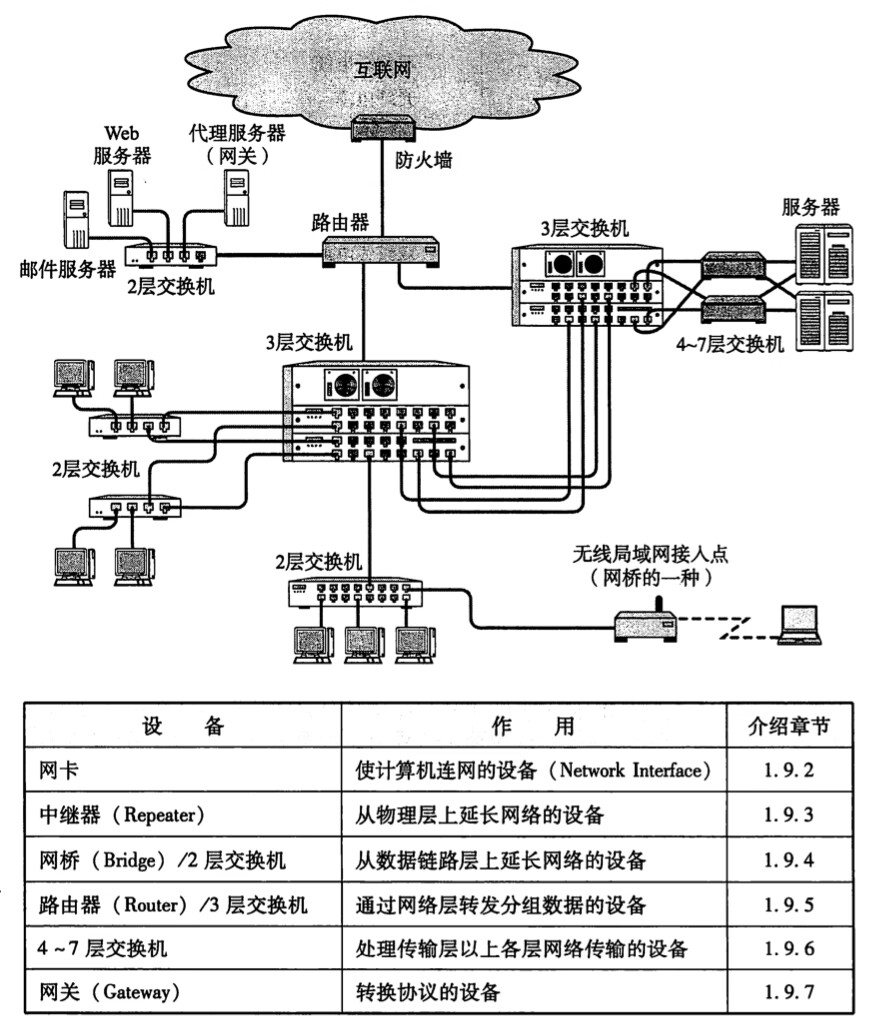 互联网
Web
服务器
代理服务器
（网关）
防火墙
邮件服务器
2层交换机
路由器
3层交换机
服务器
4~7层交换机
3层交换机
2层交换机
2层交换机
无线局域网接入点
（网桥的一种）
设 备 作 用 介绍章节
网卡 使计算机连网的设备（Network Interface） 1.9.2
中继器（Repeater） 从物理层上延长网络的设备 1.9.3
网桥（Bridge）/2 层交换机 从数据链路层上延长网络的设备 1.9.4
路由器（Router）/3 层交换机 通过网络层转发分组数据的设备 1.9.5
4 ~7 层交换机 处理传输层以上各层网络传输的设备 1.9.6
网关（Gateway） 转换协议的设备 1.9.7